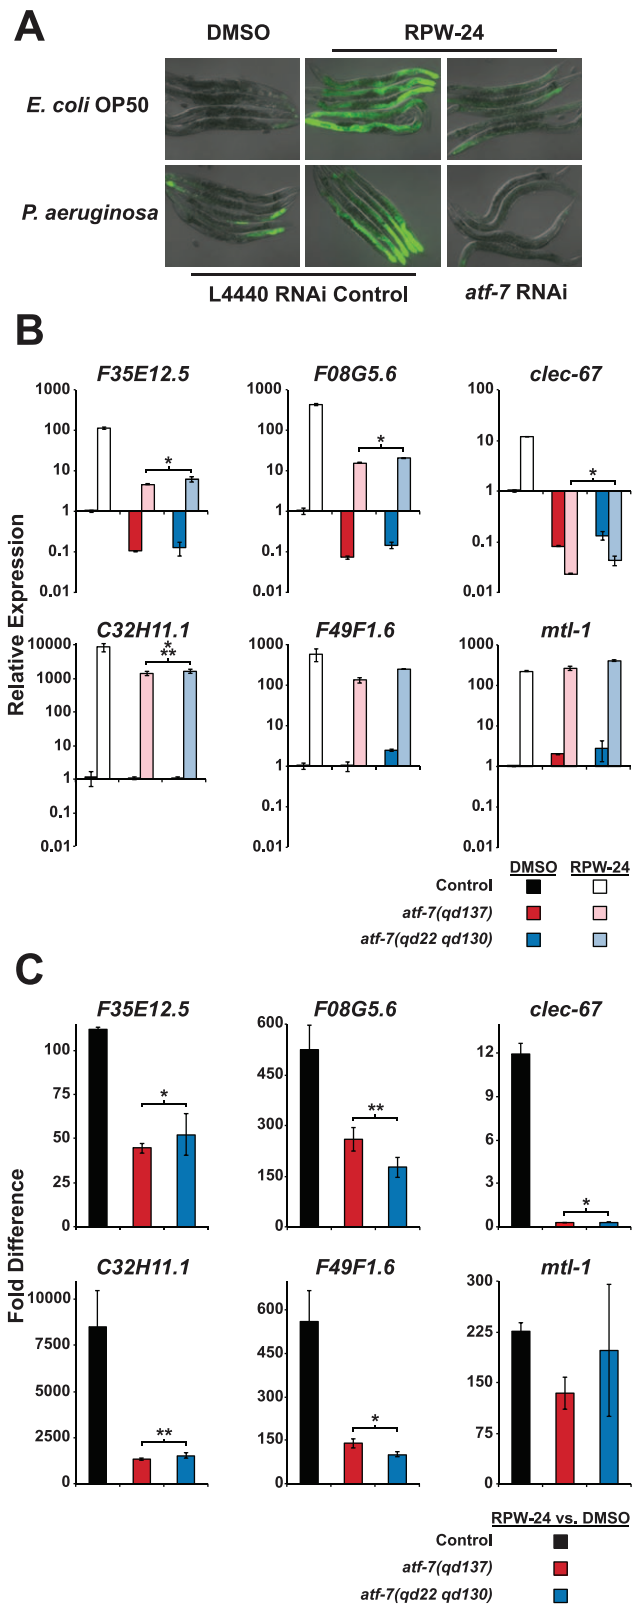 A
DMSO RPW-24
E. coli OP50
P. aeruginosa
L4440 RNAi Control atf-7 RNAi
B
Relative Expression
F35E12.5 F08G5.6 clec-67
1000 1000 100
100 100 10
10 10 1
1 1 0.1
0.1 0.1 0.01
0.01 0.01
* * *
C32H11.1 F49F1.6 mtl-1
10000 1000 1000
1000 100 100
100 10 10
10 1 1
1 0.1 0.1
0.1 0.01 0.01
0.01
*
**
DMSO RPW-24
Control
atf-7(qd137)
atf-7(qd22 qd130)
C
Fold Difference
F35E12.5 F08G5.6 clec-67
100 600 12
75 450 9
50 300 6
25 150 3
0 0 0
* ** *
C32H11.1 F49F1.6 mtl-1
10000 600 300
7500 450 225
5000 300 150
2500 150 75
0 0 0
** *
RPW-24 vs. DMSO
Control
atf-7(qd137)
atf-7(qd22 qd130)